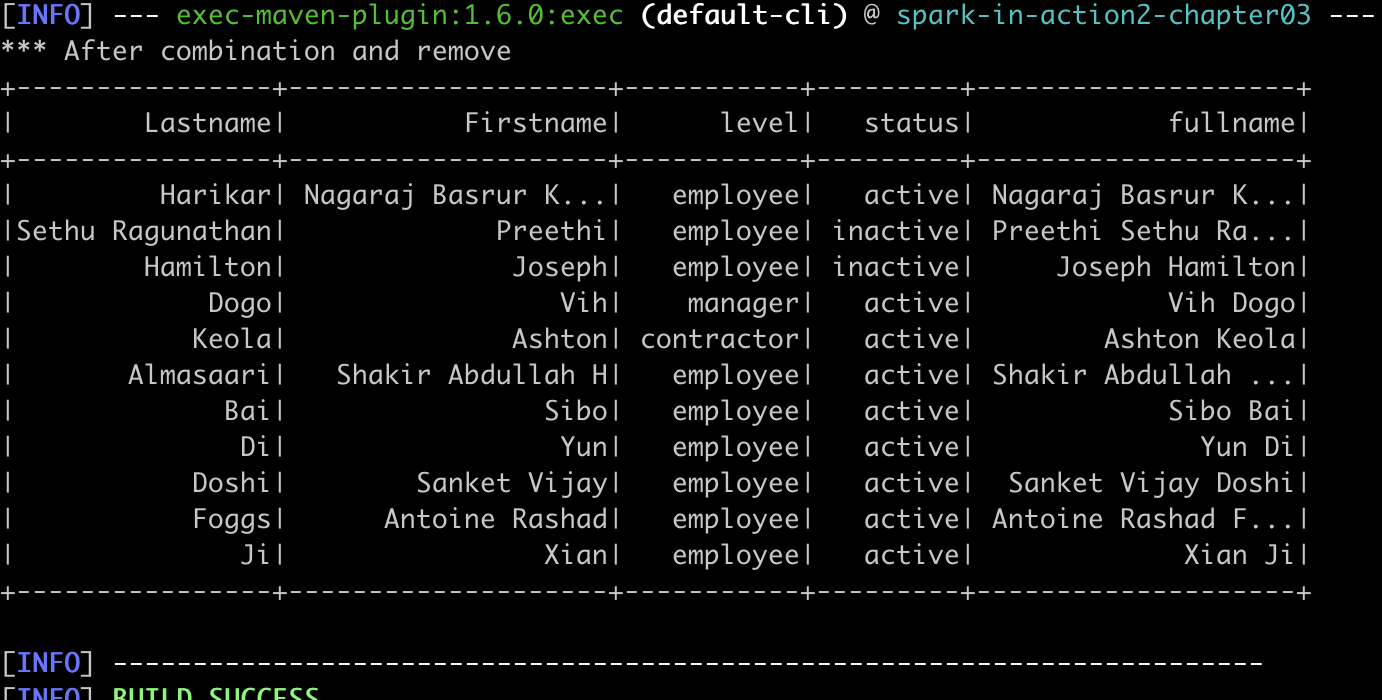 [INFO] --- exec-maven-plugin:1.6.0:exec (default-cli) @ spark-in-action2-chapter03 ---
*** After combination and remove
+----------------+--------------------+----------+---------+--------------------+
|        Lastname|           Firstname|     level|   status|            fullname|
+----------------+--------------------+----------+---------+--------------------+
|         Harikar| Nagaraj Basrur K...|  employee|   active| Nagaraj Basrur K...|
|Sethu Ragunathan|             Preethi|  employee| inactive| Preethi Sethu Ra...|
|        Hamilton|              Joseph|  employee| inactive|     Joseph Hamilton|
|            Dogo|                 Vih|   manager|   active|            Vih Dogo|
|           Keola|              Ashton|contractor|   active|        Ashton Keola|
|       Almasaari|   Shakir Abdullah H|  employee|   active| Shakir Abdullah ...|
|             Bai|                Sibo|  employee|   active|            Sibo Bai|
|              Di|                 Yun|  employee|   active|              Yun Di|
|           Doshi|        Sanket Vijay|  employee|   active|  Sanket Vijay Doshi|
|           Foggs|      Antoine Rashad|  employee|   active| Antoine Rashad F...|
|              Ji|                Xian|  employee|   active|             Xian Ji|
+----------------+--------------------+----------+---------+--------------------+
[INFO] ------------------------------------------------------------------------
[INFO] BUILD SUCCESS